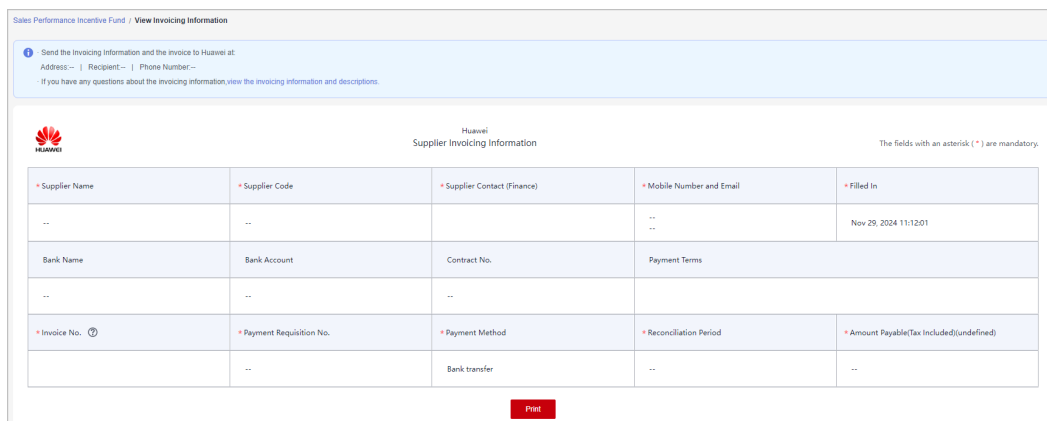 Sales Performance Incentive Fund / View Invoicing Information
· Send the Invoicing Information and the invoice to Huawei at:
Address:-- | Recipient:-- | Phone Number:--
· If you have any questions about the invoicing information,view the invoicing information and descriptions.
HUAWEI
Huawei
Supplier Invoicing Information
The fields with an asterisk ( * ) are mandatory.
* Supplier Name * Supplier Code * Supplier Contact (Finance) * Mobile Number and Email * Filled In
-- -- -- Nov 29, 2024 11:12:01
--
Bank Name Bank Account Contract No. Payment Terms
-- -- --
* Invoice No. ? * Payment Requisition No. * Payment Method * Reconciliation Period * Amount Payable(Tax Included)(undefined)
-- Bank transfer -- --
Print